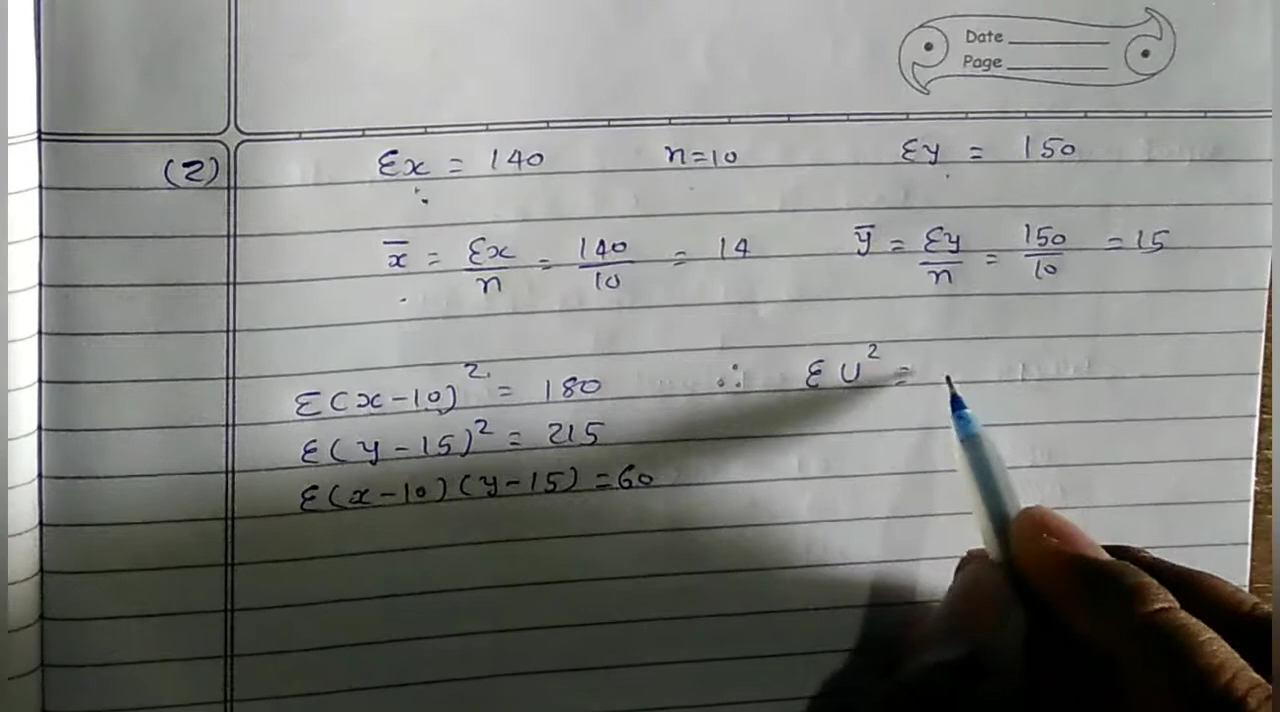 Date
Page
(2) Σx = 140 n=10 Σy = 150
x̄ = Σx/n = 140/10 = 14 ȳ = Σy/n = 150/10 = 15
Σ(x-10)² = 180 ∴ ΣU² =
Σ(y-15)² = 215
Σ(x-10)(y-15) = 60